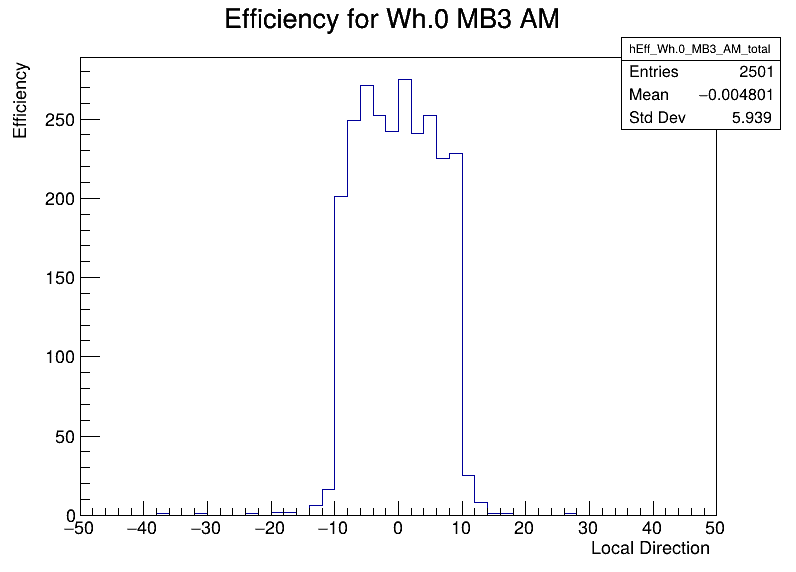 Efficiency for Wh.0 MB3 AM
hEff_Wh.0_MB3_AM_total
Entries 2501
Mean −0.004801
Std Dev 5.939
Efficiency
250
200
150
100
50
0
−50 −40 −30 −20 −10 0 10 20 30 40 50
Local Direction